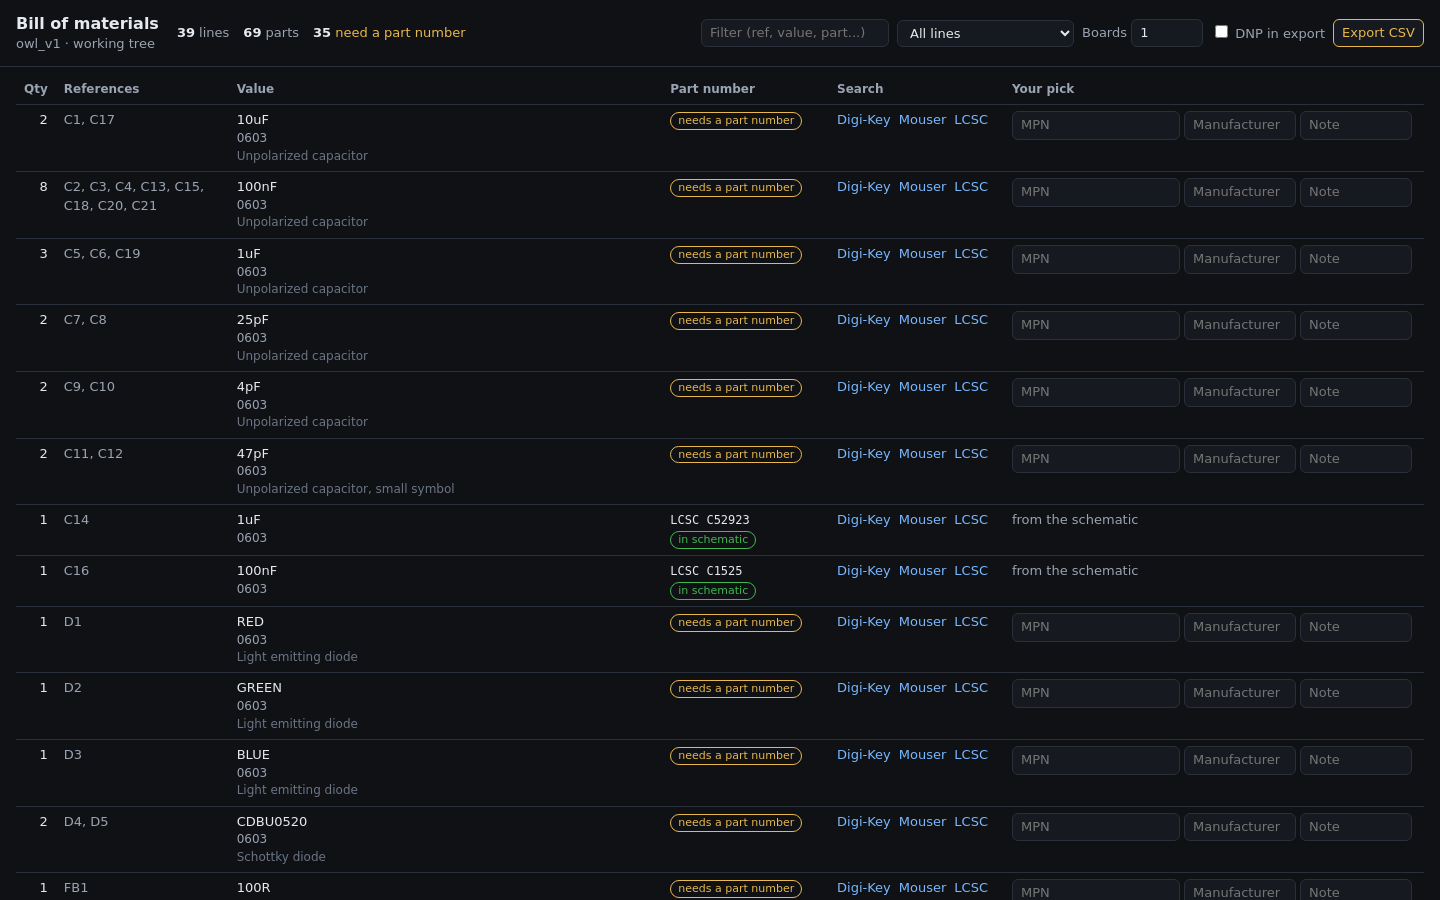 Bill of materials
owl_v1 · working tree
39 lines 69 parts 35 need a part number
Filter (ref, value, part...) All lines Boards 1 DNP in export Export CSV
Qty References Value Part number Search Your pick
2 C1, C17 10uF needs a part number Digi-Key Mouser LCSC MPN Manufacturer Note
0603
Unpolarized capacitor
8 C2, C3, C4, C13, C15, 100nF needs a part number Digi-Key Mouser LCSC MPN Manufacturer Note
C18, C20, C21 0603
Unpolarized capacitor
3 C5, C6, C19 1uF needs a part number Digi-Key Mouser LCSC MPN Manufacturer Note
0603
Unpolarized capacitor
2 C7, C8 25pF needs a part number Digi-Key Mouser LCSC MPN Manufacturer Note
0603
Unpolarized capacitor
2 C9, C10 4pF needs a part number Digi-Key Mouser LCSC MPN Manufacturer Note
0603
Unpolarized capacitor
2 C11, C12 47pF needs a part number Digi-Key Mouser LCSC MPN Manufacturer Note
0603
Unpolarized capacitor, small symbol
1 C14 1uF LCSC C52923 Digi-Key Mouser LCSC from the schematic
0603 in schematic
1 C16 100nF LCSC C1525 Digi-Key Mouser LCSC from the schematic
0603 in schematic
1 D1 RED needs a part number Digi-Key Mouser LCSC MPN Manufacturer Note
0603
Light emitting diode
1 D2 GREEN needs a part number Digi-Key Mouser LCSC MPN Manufacturer Note
0603
Light emitting diode
1 D3 BLUE needs a part number Digi-Key Mouser LCSC MPN Manufacturer Note
0603
Light emitting diode
2 D4, D5 CDBU0520 needs a part number Digi-Key Mouser LCSC MPN Manufacturer Note
0603
Schottky diode
1 FB1 100R needs a part number Digi-Key Mouser LCSC MPN Manufacturer Note